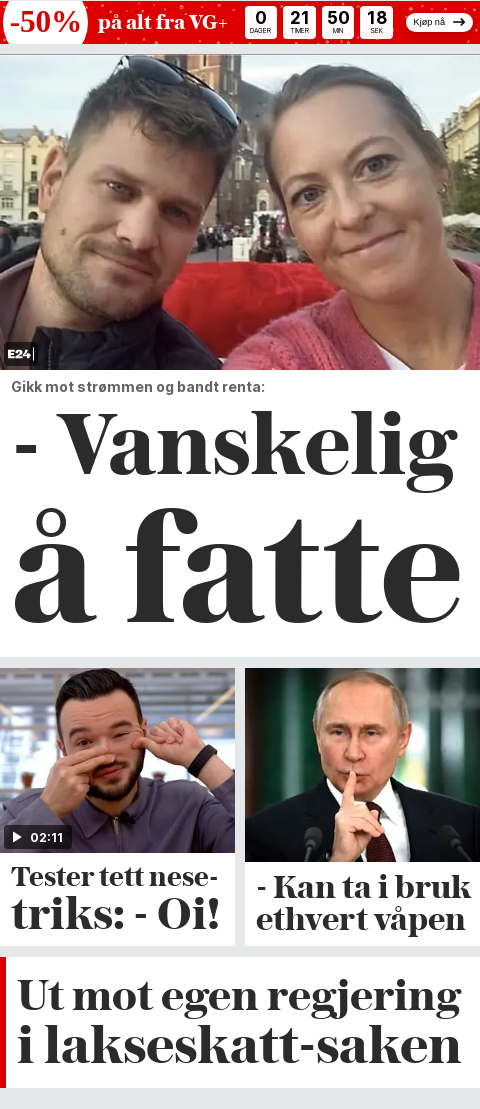 -50% på alt fra VG+
0 21 50 18
DAGER TIMER MIN SEK
Kjøp nå →
E24
Gikk mot strømmen og bandt renta:
- Vanskelig
å fatte
02:11
Tester tett nese-
triks: - Oi!
- Kan ta i bruk
ethvert våpen
Ut mot egen regjering
i lakseskatt-saken